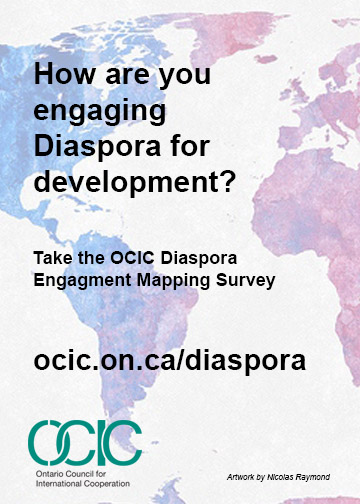 How are you
engaging
Diaspora for
development?
Take the OCIC Diaspora
Engagment Mapping Survey
ocic.on.ca/diaspora
OCIC
Ontario Council for
International Cooperation
Artwork by Nicolas Raymond